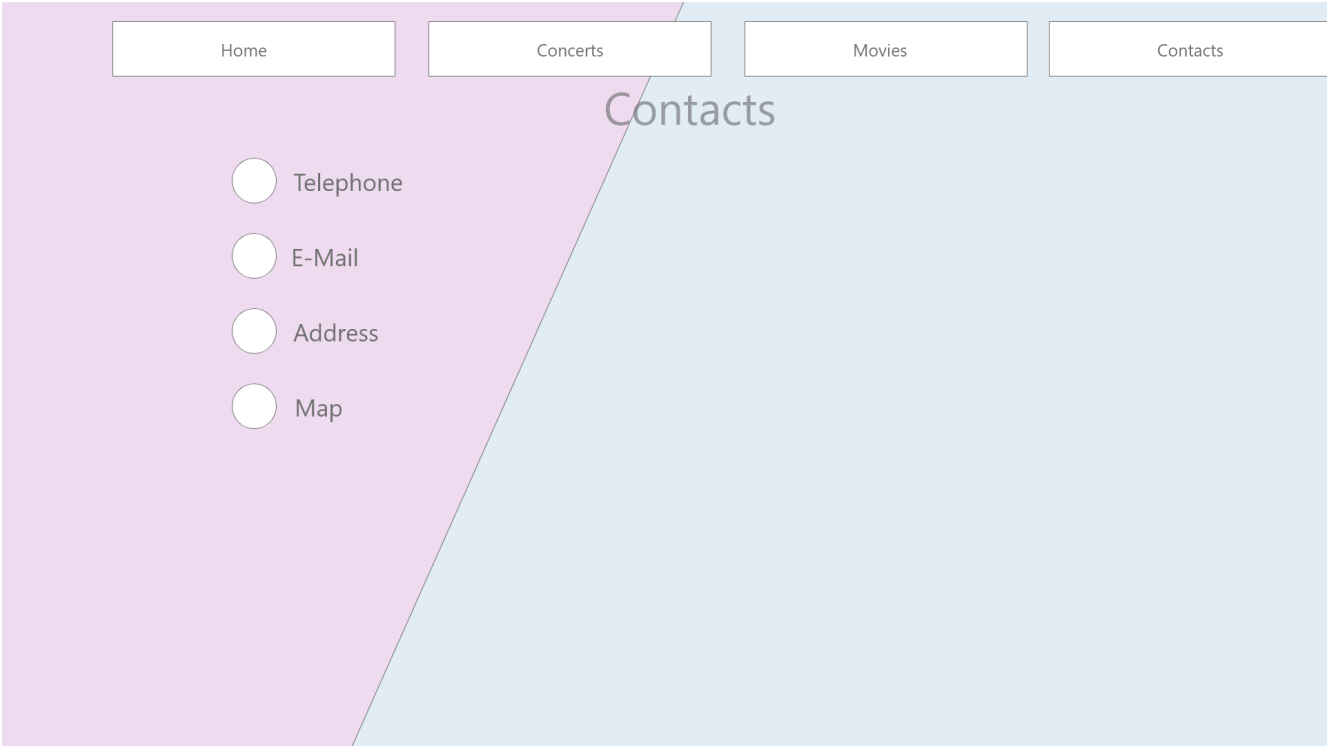 Home
Concerts
Movies
Contacts
Contacts
Telephone
E-Mail
Address
Map